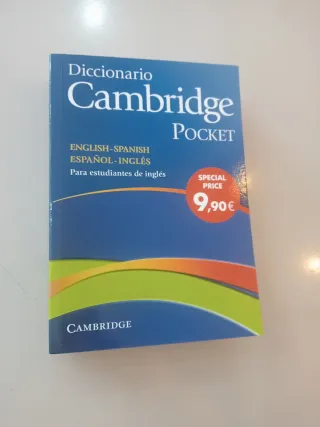 Diccionario
Cambridge
POCKET
ENGLISH-SPANISH
ESPAÑOL-INGLÉS
Para estudiantes de inglés
SPECIAL
PRICE
9,90€
CAMBRIDGE